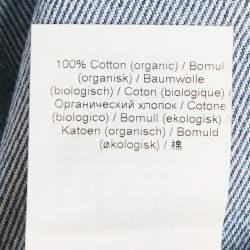 100% Cotton (organic) / Bomull
(organisk) / Baumwolle
(biologisch) / Coton (biologique) /
Органический хлопок / Cotone
(biologico) / Bomull (ekologisk) /
Katoen (organisch) / Bomuld
(økologisk) / 棉